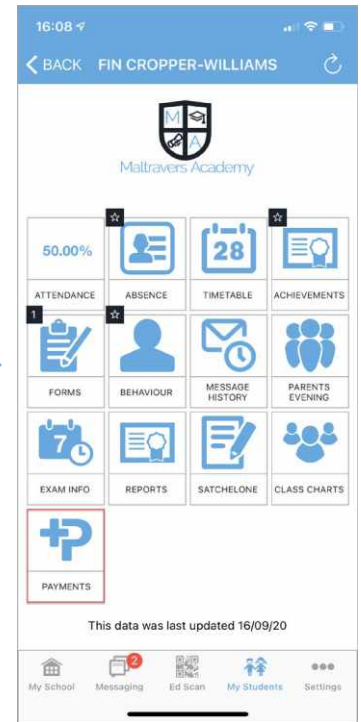 16:08
BACK FIN CROPPER-WILLIAMS
M
A
Maltravers Academy
50.00% 28
ATTENDANCE ABSENCE TIMETABLE ACHIEVEMENTS
1
FORMS BEHAVIOUR MESSAGE HISTORY PARENTS EVENING
7
EXAM INFO REPORTS SATCHELONE CLASS CHARTS
+P
PAYMENTS
This data was last updated 16/09/20
2
My School Messaging Ed Scan My Students Settings